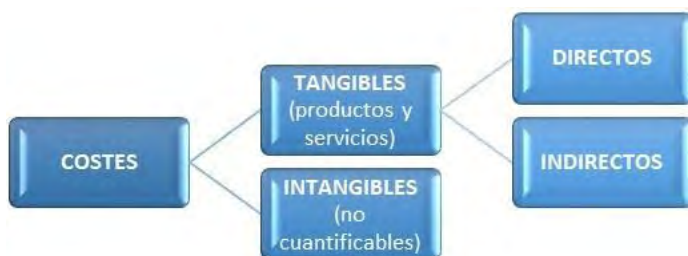 COSTES
TANGIBLES
(productos y
servicios)
INTANGIBLES
(no
cuantificables)
DIRECTOS
INDIRECTOS